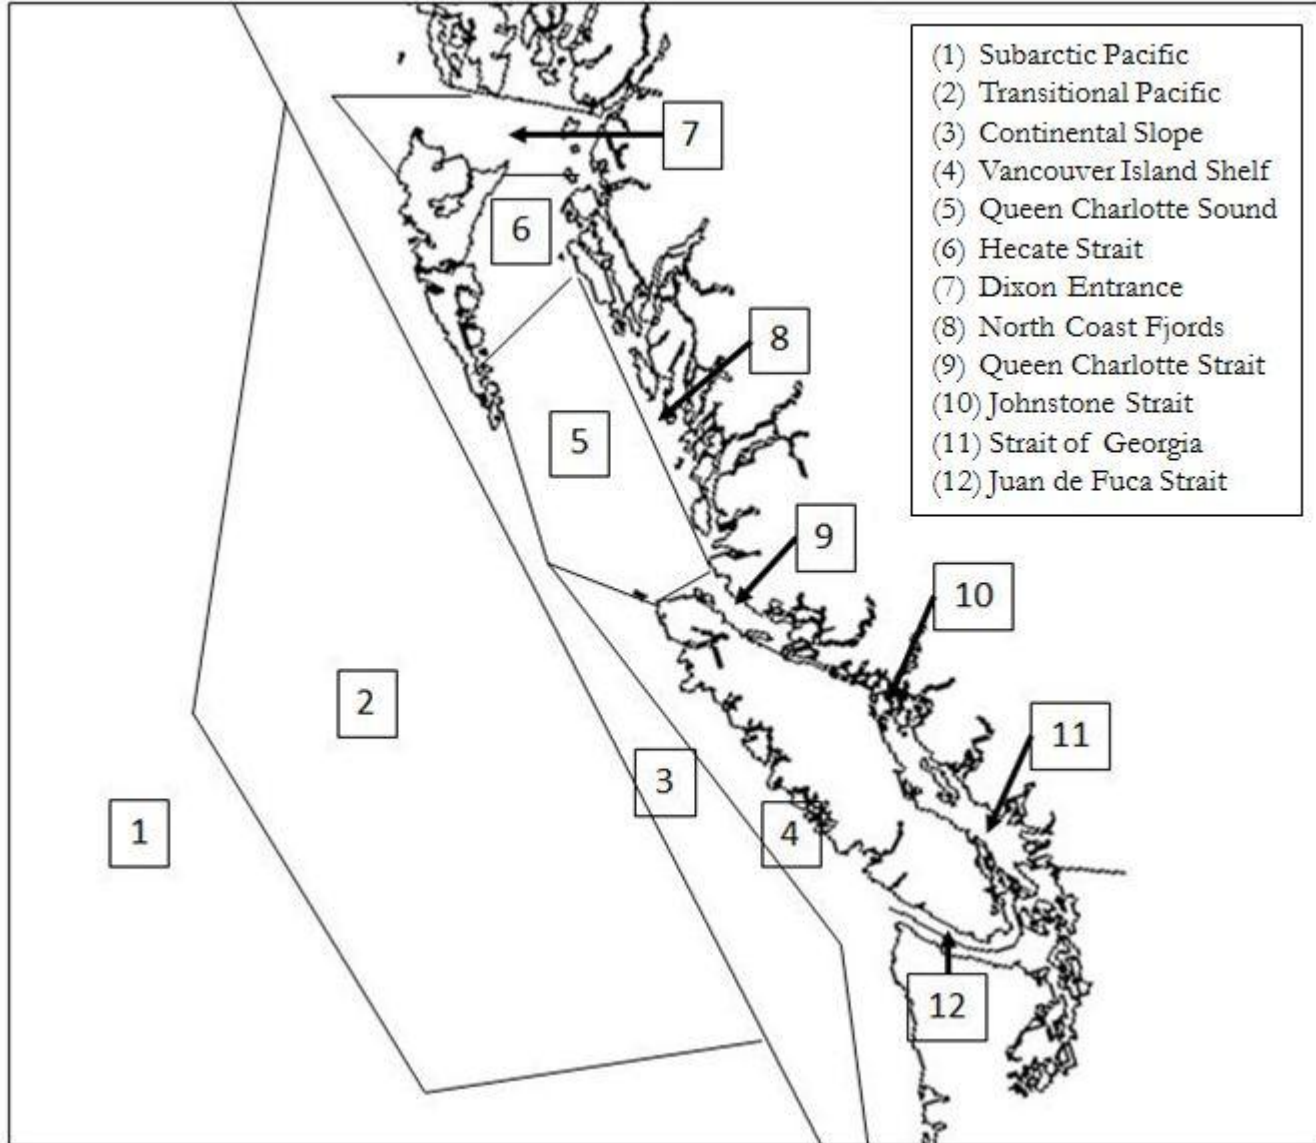 (1) Subarctic Pacific
(2) Transitional Pacific
(3) Continental Slope
(4) Vancouver Island Shelf
(5) Queen Charlotte Sound
(6) Hecate Strait
(7) Dixon Entrance
(8) North Coast Fjords
(9) Queen Charlotte Strait
(10) Johnstone Strait
(11) Strait of Georgia
(12) Juan de Fuca Strait
7
6
8
5
9
10
2
11
3
4
1
12